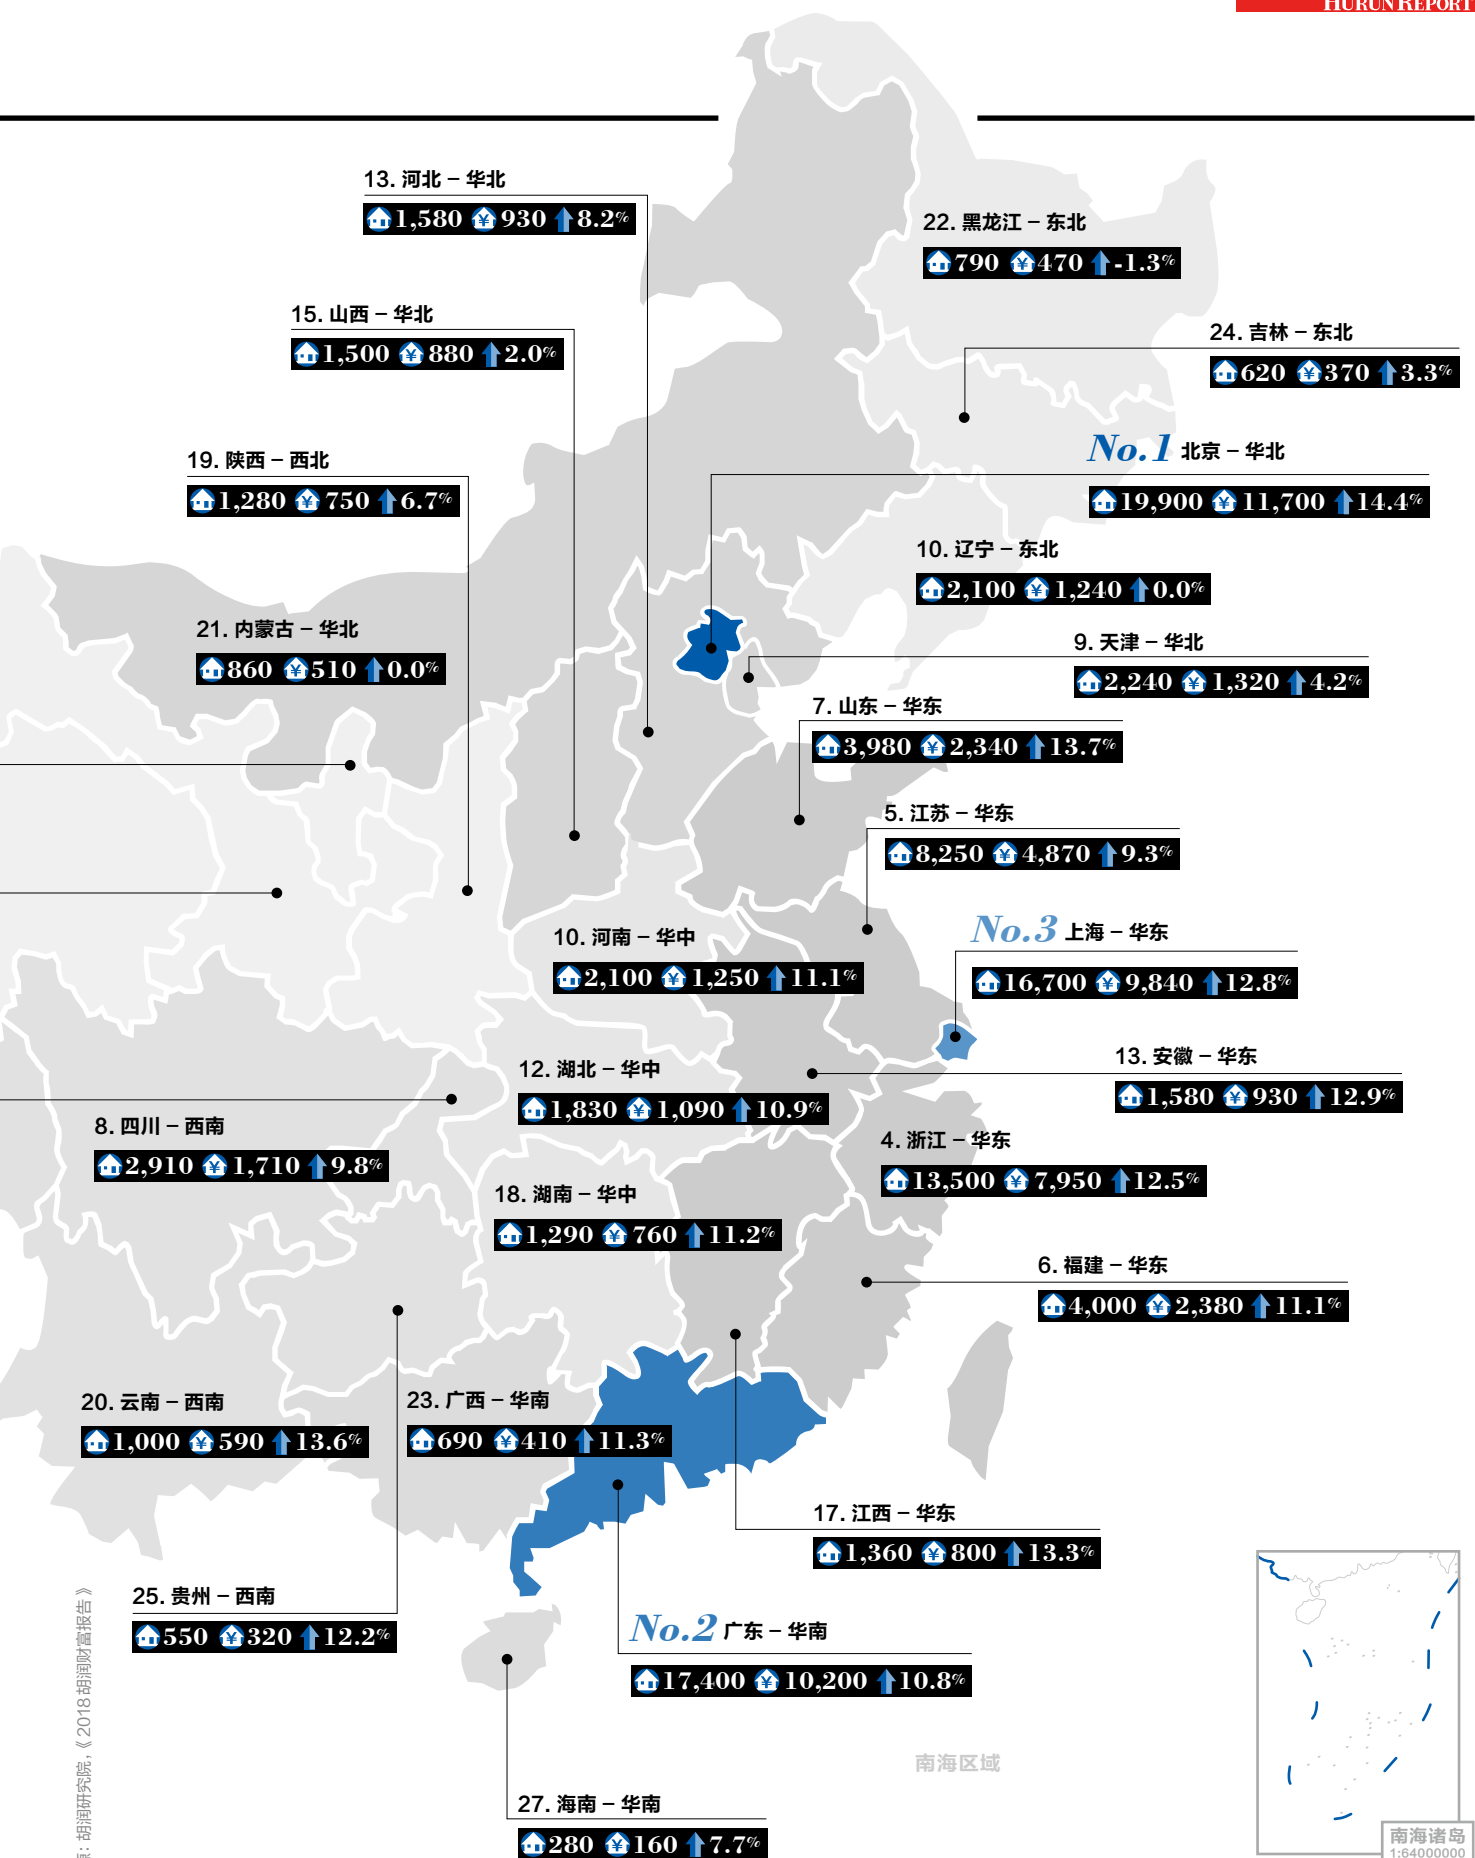 HURUN REPORT
13. 河北 – 华北
1,580 ¥ 930 8.2%
22. 黑龙江 – 东北
790 ¥ 470 -1.3%
15. 山西 – 华北
1,500 ¥ 880 2.0%
24. 吉林 – 东北
620 ¥ 370 3.3%
No.1 北京 – 华北
19,900 ¥ 11,700 14.4%
19. 陕西 – 西北
1,280 ¥ 750 6.7%
10. 辽宁 – 东北
2,100 ¥ 1,240 0.0%
21. 内蒙古 – 华北
860 ¥ 510 0.0%
9. 天津 – 华北
2,240 ¥ 1,320 4.2%
7. 山东 – 华东
3,980 ¥ 2,340 13.7%
5. 江苏 – 华东
8,250 ¥ 4,870 9.3%
10. 河南 – 华中
2,100 ¥ 1,250 11.1%
No.3 上海 – 华东
16,700 ¥ 9,840 12.8%
12. 湖北 – 华中
1,830 ¥ 1,090 10.9%
13. 安徽 – 华东
1,580 ¥ 930 12.9%
8. 四川 – 西南
2,910 ¥ 1,710 9.8%
4. 浙江 – 华东
13,500 ¥ 7,950 12.5%
18. 湖南 – 华中
1,290 ¥ 760 11.2%
6. 福建 – 华东
4,000 ¥ 2,380 11.1%
20. 云南 – 西南
1,000 ¥ 590 13.6%
23. 广西 – 华南
690 ¥ 410 11.3%
17. 江西 – 华东
1,360 ¥ 800 13.3%
25. 贵州 – 西南
550 ¥ 320 12.2%
No.2 广东 – 华南
17,400 ¥ 10,200 10.8%
南海区域
27. 海南 – 华南
280 ¥ 160 7.7%
南海诸岛
1:64000000
: 胡润研究院,《2018胡润财富报告》